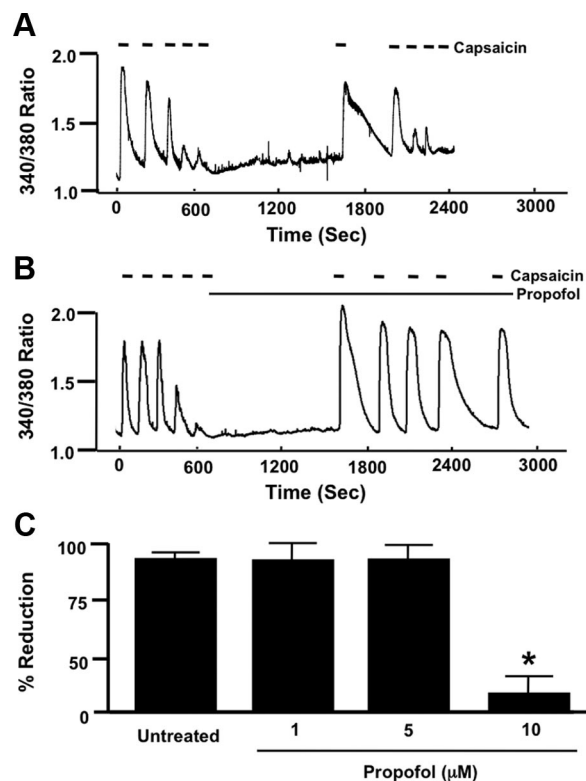 A
Capsaicin
2.0
1.5
1.0
340/380 Ratio
0 600 1200 1800 2400 3000
Time (Sec)
B
Capsaicin
Propofol
2.0
1.5
1.0
340/380 Ratio
0 600 1200 1800 2400 3000
Time (Sec)
C
100
75
50
0
% Reduction
*
Untreated 1 5 10
Propofol (µM)